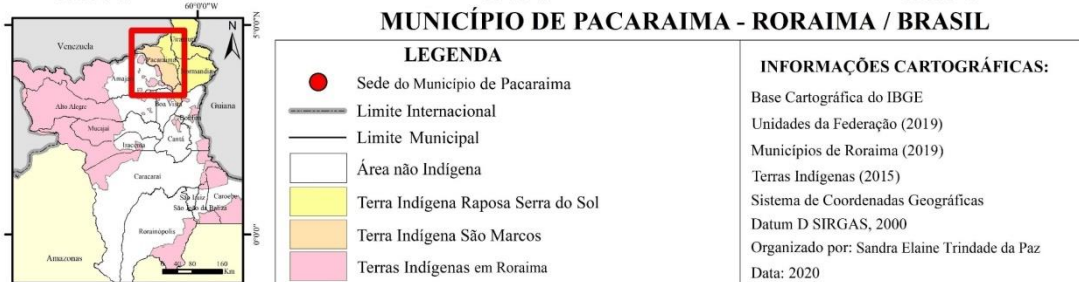 60°0'0"W
5°0'0"N
N
Venezuela
Uiramutã
Pacaraima
Amajari
Normandia
Boa Vista
Guiana
Alto Alegre
Bonfim
Mucajaí
Cantá
Iracema
Caracaraí
São Luiz
Caroebe
São João da Baliza
Rorainópolis
0°0'0"
Amazonas
0 40 80 160
Km
MUNICÍPIO DE PACARAIMA - RORAIMA / BRASIL
LEGENDA
Sede do Município de Pacaraima
Limite Internacional
Limite Municipal
Área não Indígena
Terra Indígena Raposa Serra do Sol
Terra Indígena São Marcos
Terras Indígenas em Roraima
INFORMAÇÕES CARTOGRÁFICAS:
Base Cartográfica do IBGE
Unidades da Federação (2019)
Municípios de Roraima (2019)
Terras Indígenas (2015)
Sistema de Coordenadas Geográficas
Datum D SIRGAS, 2000
Organizado por: Sandra Elaine Trindade da Paz
Data: 2020